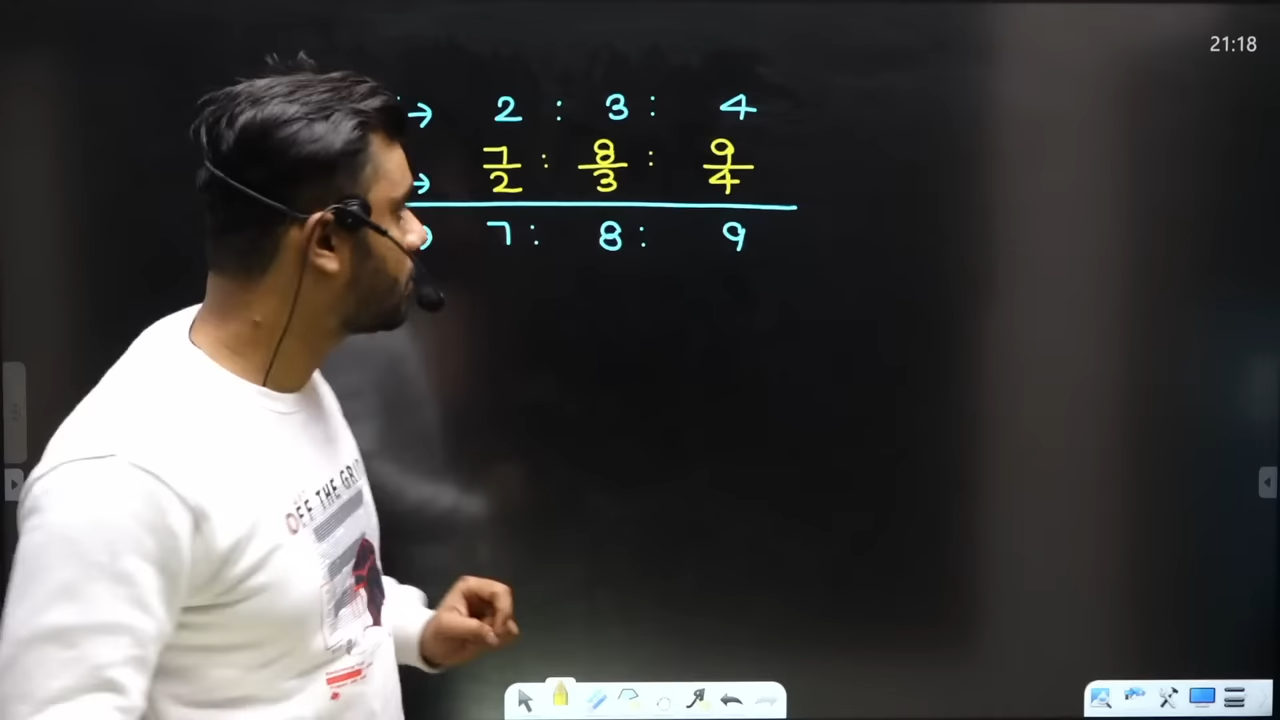 21:18
→ 2 : 3 : 4
→ 7/2 : 8/3 : 9/4
7 : 8 : 9
OFF THE GRI